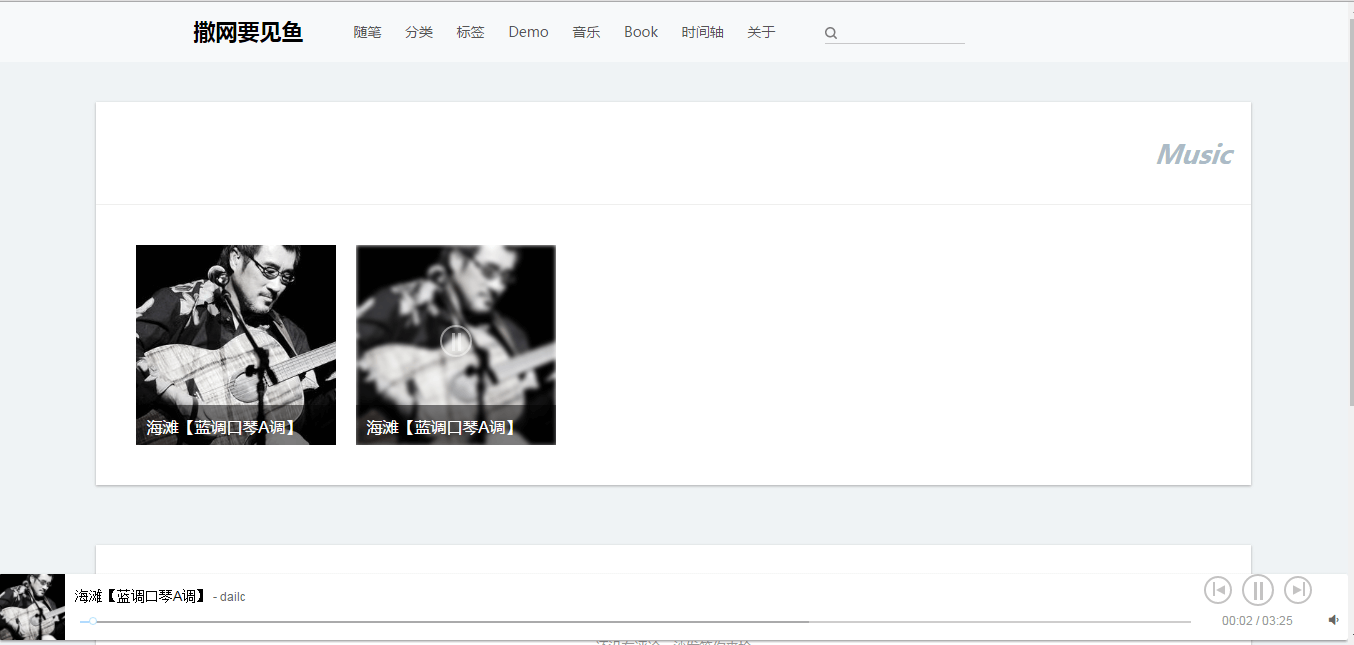 撒网要见鱼 随笔 分类 标签 Demo 音乐 Book 时间轴 关于
Music
海滩【蓝调口琴A调】 海滩【蓝调口琴A调】
海滩【蓝调口琴A调】 - dailc
00:02 / 03:25